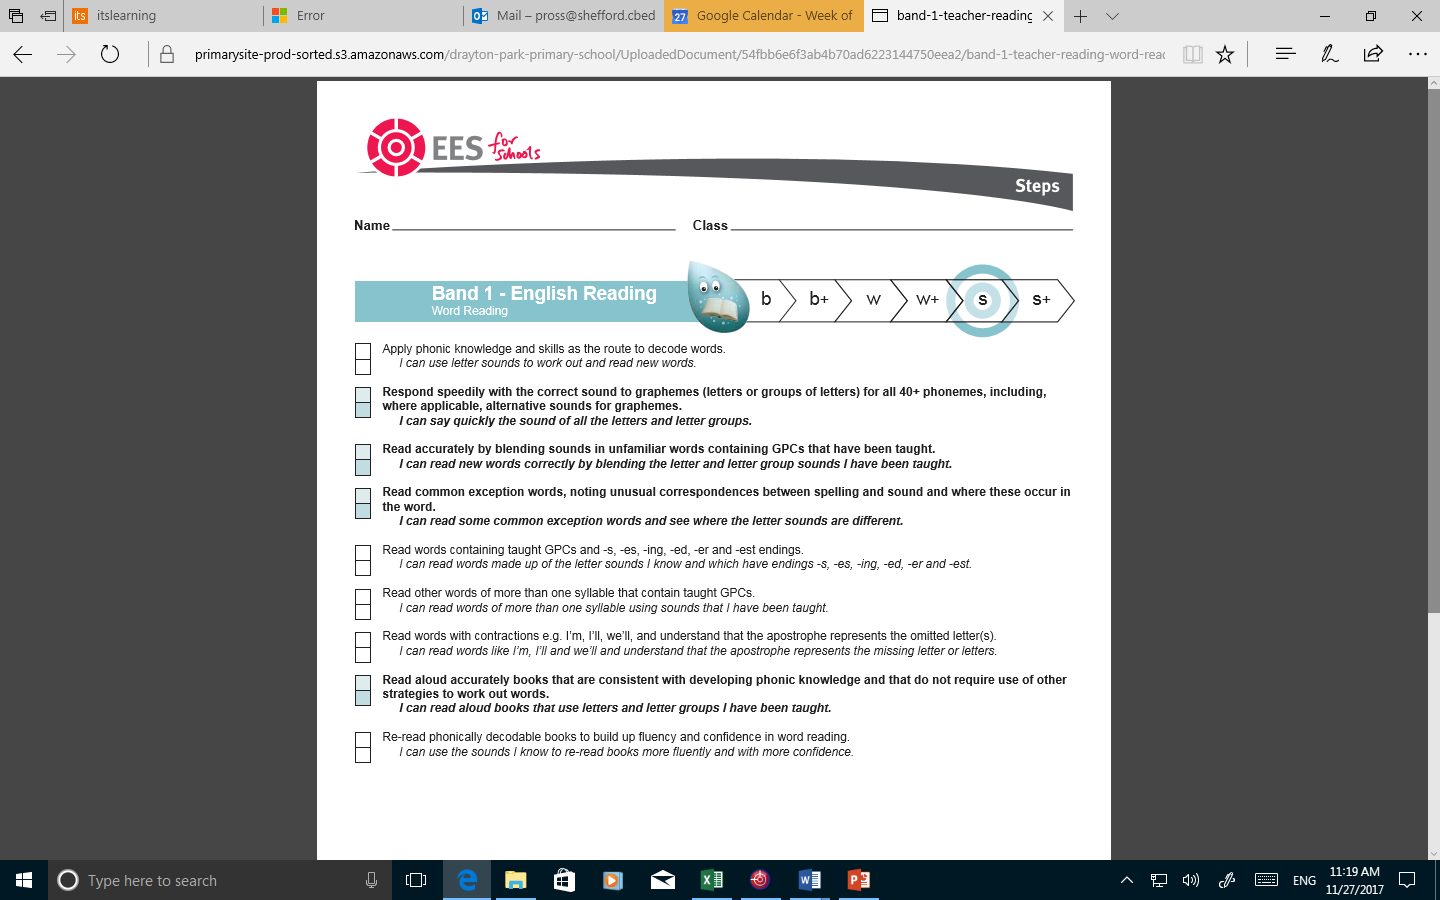 its itslearning
Error
Mail – pross@shefford.cbed
27 Google Calendar - Week of
band-1-teacher-reading
primarysite-prod-sorted.s3.amazonaws.com/drayton-park-primary-school/UploadedDocument/54fbb6e6f3ab4b70ad6223144750eea2/band-1-teacher-reading-word-reac
EES for Schools
Steps
Name Class
Band 1 - English Reading
Word Reading
b b+ w w+ s s+
Apply phonic knowledge and skills as the route to decode words.
I can use letter sounds to work out and read new words.
Respond speedily with the correct sound to graphemes (letters or groups of letters) for all 40+ phonemes, including,
where applicable, alternative sounds for graphemes.
I can say quickly the sound of all the letters and letter groups.
Read accurately by blending sounds in unfamiliar words containing GPCs that have been taught.
I can read new words correctly by blending the letter and letter group sounds I have been taught.
Read common exception words, noting unusual correspondences between spelling and sound and where these occur in
the word.
I can read some common exception words and see where the letter sounds are different.
Read words containing taught GPCs and -s, -es, -ing, -ed, -er and -est endings.
I can read words made up of the letter sounds I know and which have endings -s, -es, -ing, -ed, -er and -est.
Read other words of more than one syllable that contain taught GPCs.
I can read words of more than one syllable using sounds that I have been taught.
Read words with contractions e.g. I'm, I'll, we'll, and understand that the apostrophe represents the omitted letter(s).
I can read words like I'm, I'll and we'll and understand that the apostrophe represents the missing letter or letters.
Read aloud accurately books that are consistent with developing phonic knowledge and that do not require use of other
strategies to work out words.
I can read aloud books that use letters and letter groups I have been taught.
Re-read phonically decodable books to build up fluency and confidence in word reading.
I can use the sounds I know to re-read books more fluently and with more confidence.
Type here to search
ENG
11:19 AM
11/27/2017